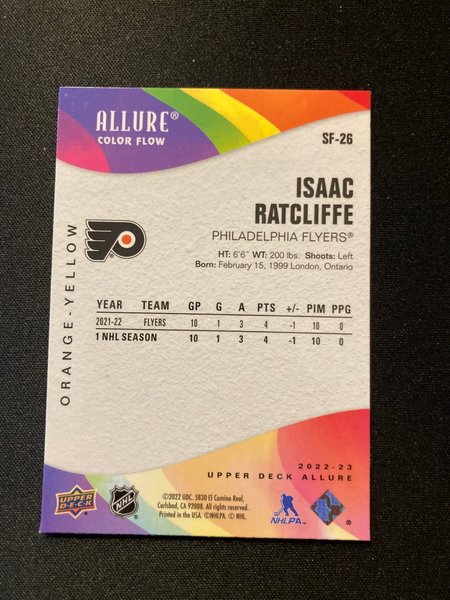 ALLURE®
COLOR FLOW
SF-26
ISAAC
RATCLIFFE
PHILADELPHIA FLYERS®
HT: 6'6" WT: 200 lbs. Shoots: Left
Born: February 15, 1999 London, Ontario
ORANGE-YELLOW
YEAR TEAM GP G A PTS +/- PIM PPG
2021-22 FLYERS 10 1 3 4 -1 10 0
1 NHL SEASON 10 1 3 4 -1 10 0
2022-23
UPPER DECK ALLURE
UPPER DECK
NHL
©2022 UDC. 5830 El Camino Real,
Carlsbad, CA 92008. All rights reserved.
Printed in the USA. ©NHLPA. © NHL.
NHLPA
®